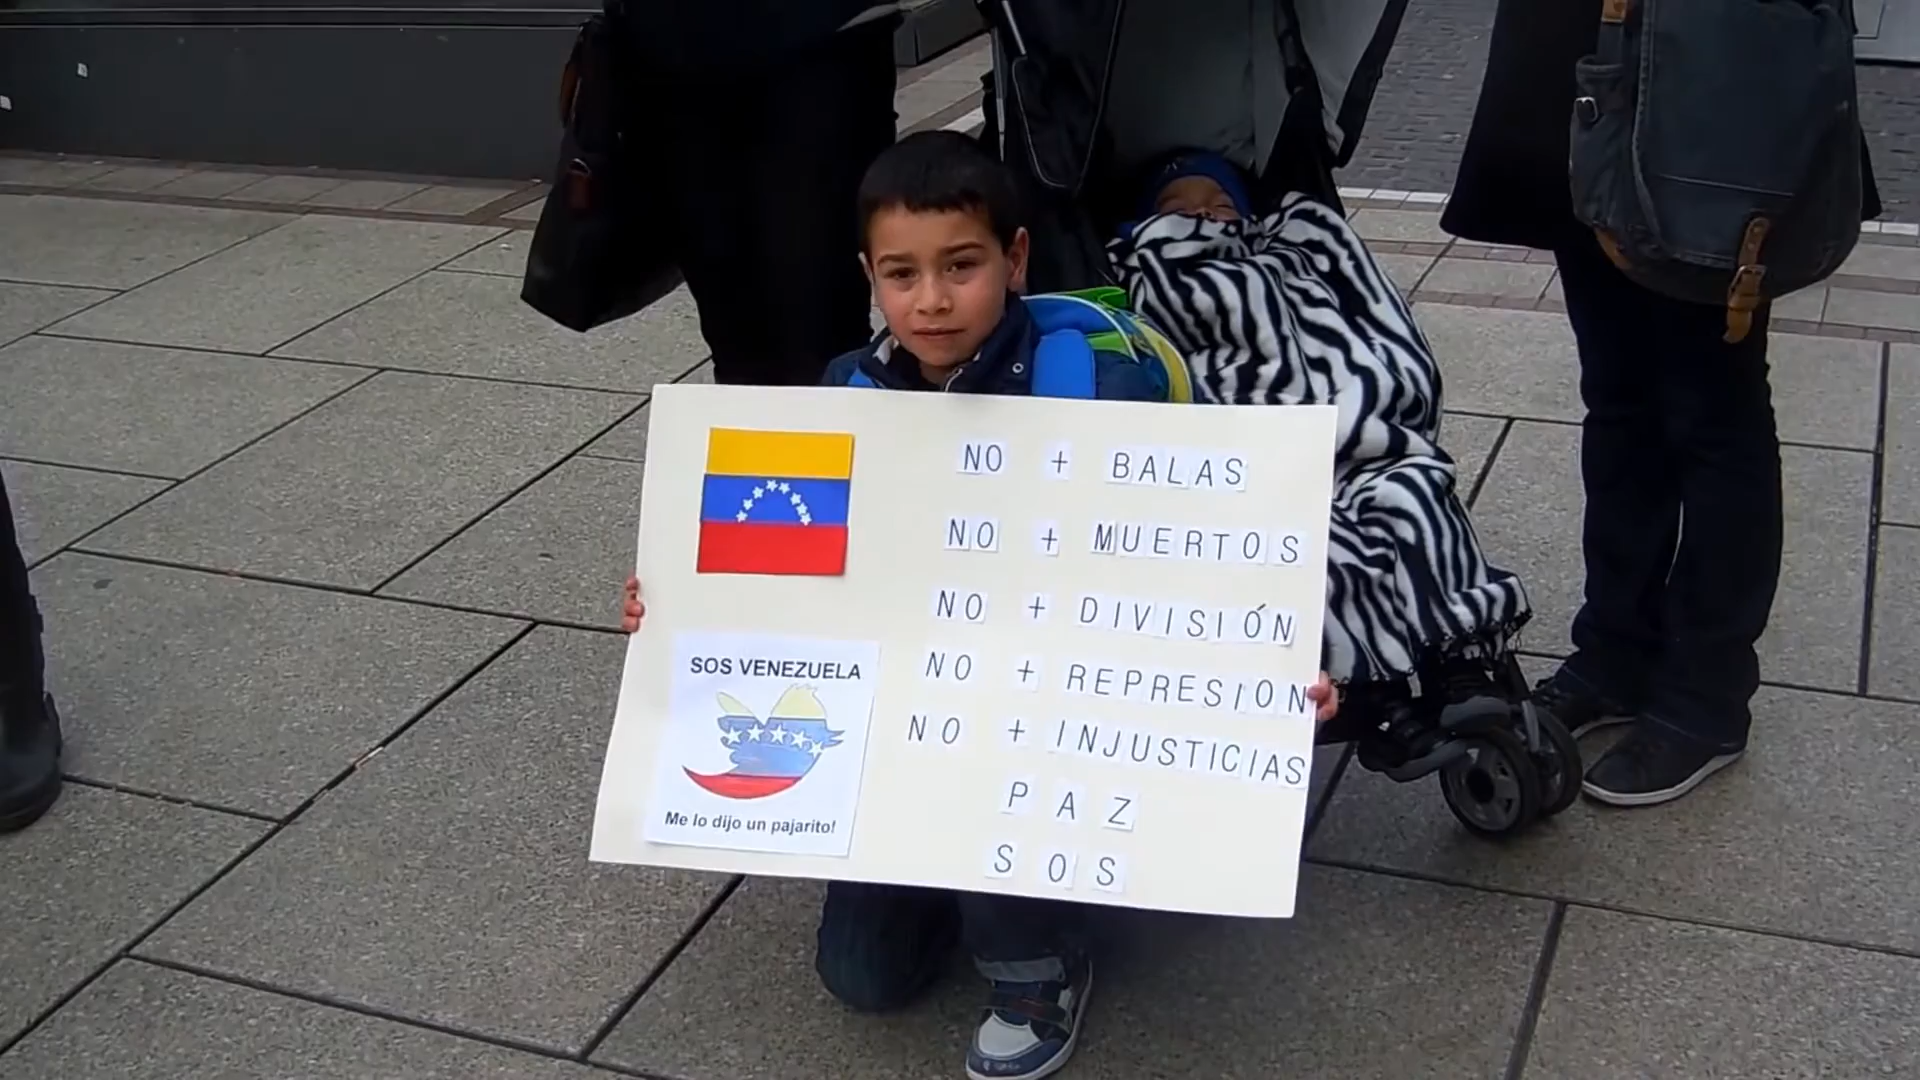 NO + BALAS
NO + MUERTOS
NO + DIVISIÓN
NO + REPRESION
NO + INJUSTICIAS
PAZ
SOS
SOS VENEZUELA
Me lo dijo un pajarito!